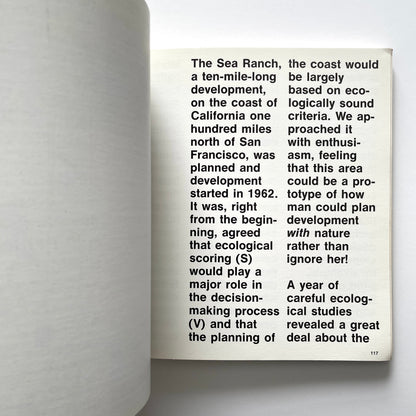 The Sea Ranch,
a ten-mile-long
development,
on the coast of
California one
hundred miles
north of San
Francisco, was
planned and
development
started in 1962.
It was, right
from the begin-
ning, agreed
that ecological
scoring (S)
would play a
major role in
the decision-
making process
(V) and that
the planning of
the coast would
be largely
based on eco-
logically sound
criteria. We ap-
proached it
with enthusi-
asm, feeling
that this area
could be a pro-
totype of how
man could plan
development
with nature
rather than
ignore her!
A year of
careful ecolog-
ical studies
revealed a great
deal about the
117